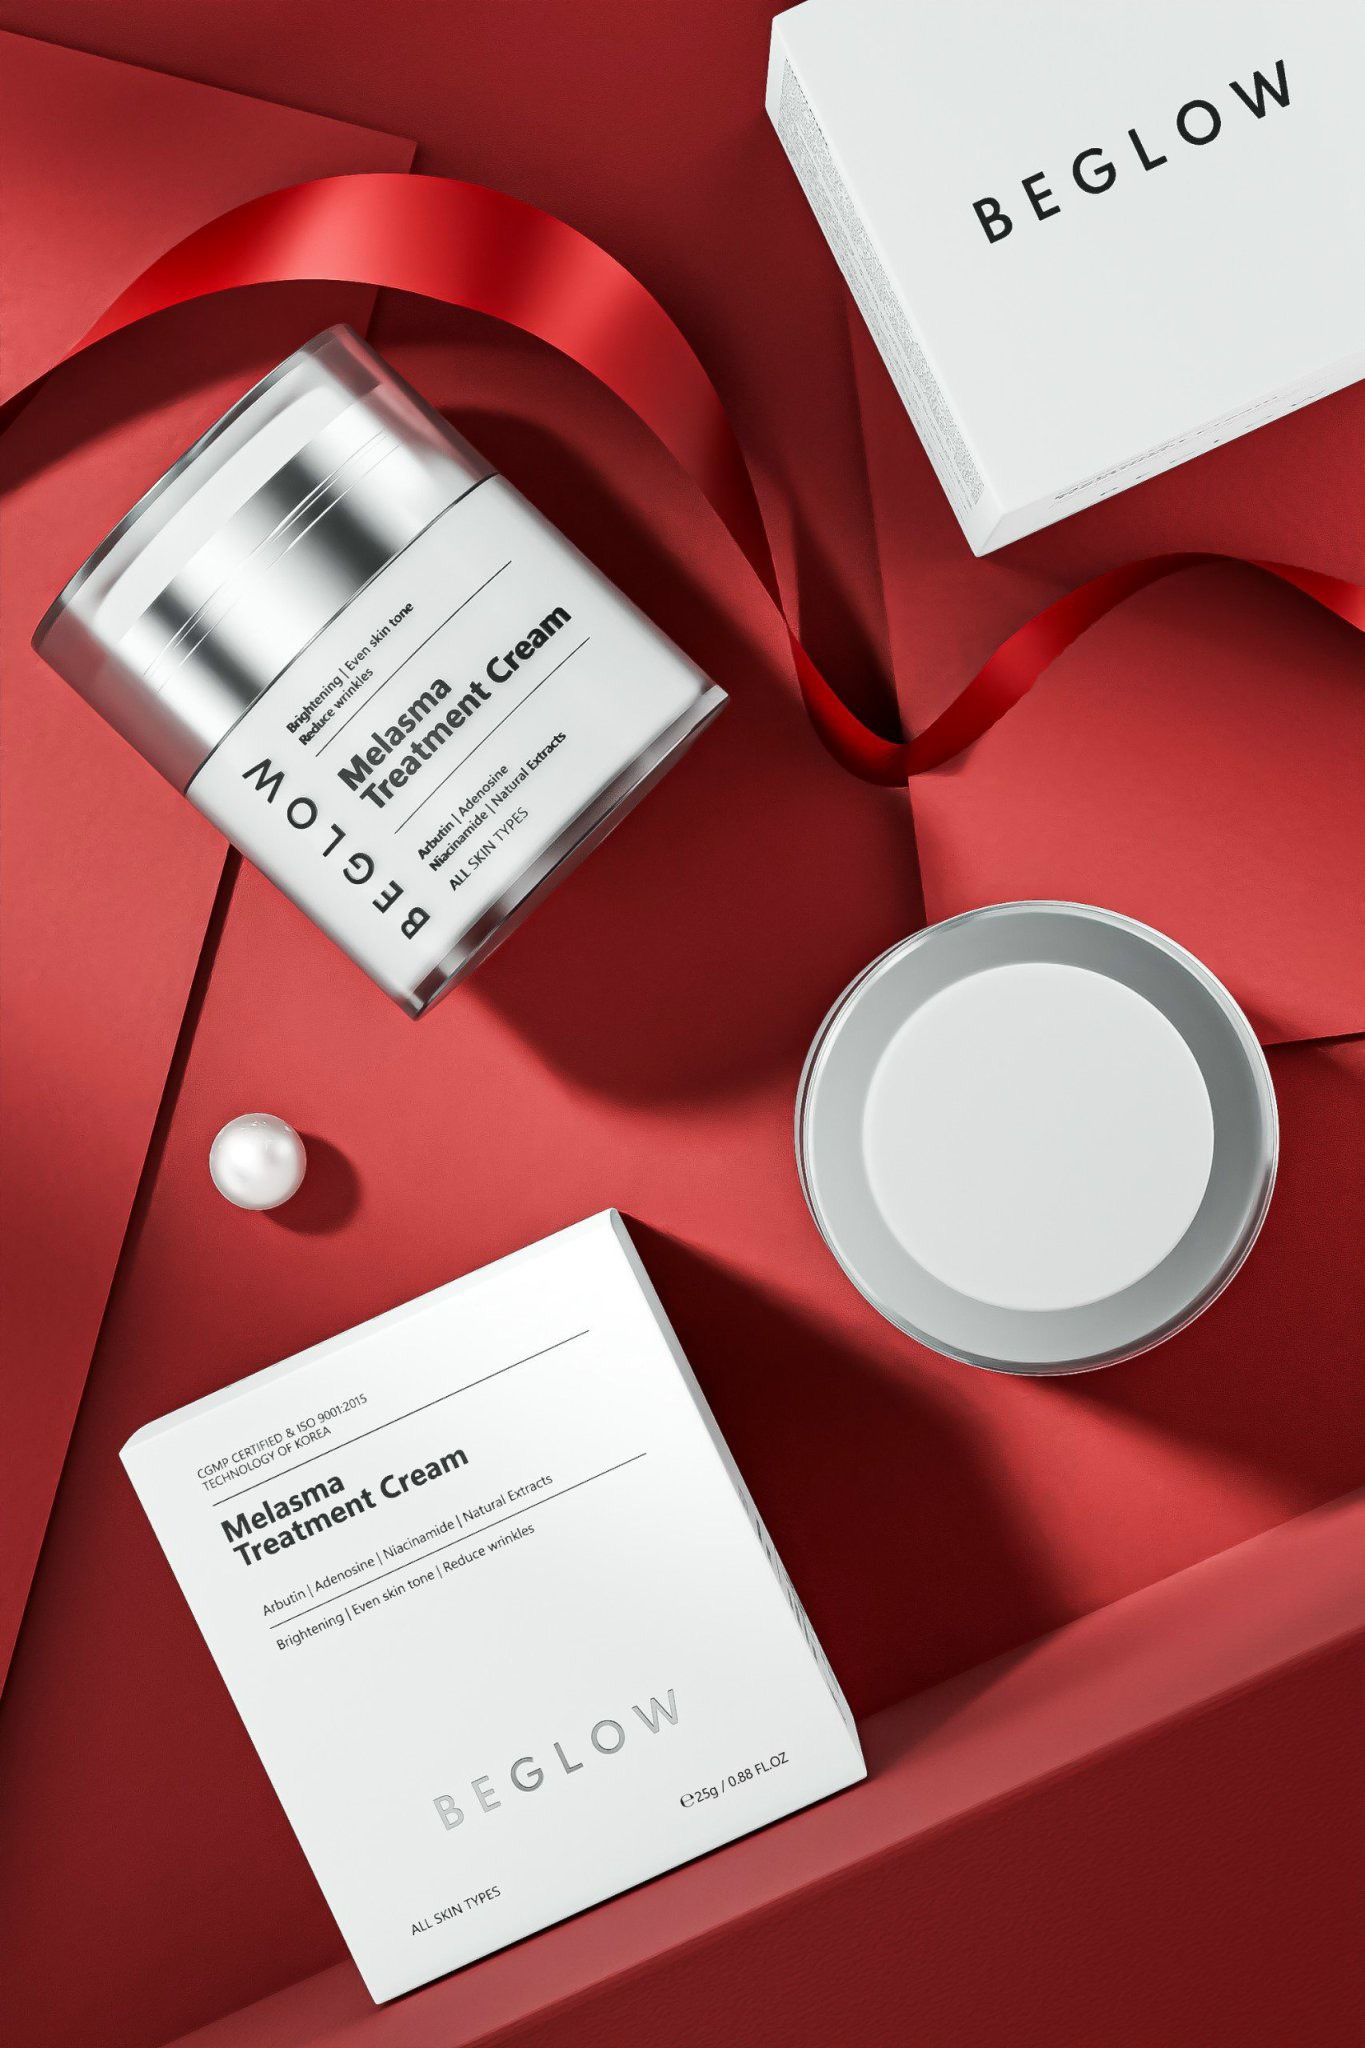 BEGLOW
Brightening | Even skin tone
Reduce wrinkles
Melasma
Treatment Cream
Arbutin | Adenosine
Niacinamide | Natural Extracts
ALL SKIN TYPES
BEGLOW
CGMP CERTIFIED & ISO 9001:2015
TECHNOLOGY OF KOREA
Melasma
Treatment Cream
Arbutin | Adenosine | Niacinamide | Natural Extracts
Brightening | Even skin tone | Reduce wrinkles
BEGLOW
℮25g / 0.88 FL.OZ
ALL SKIN TYPES